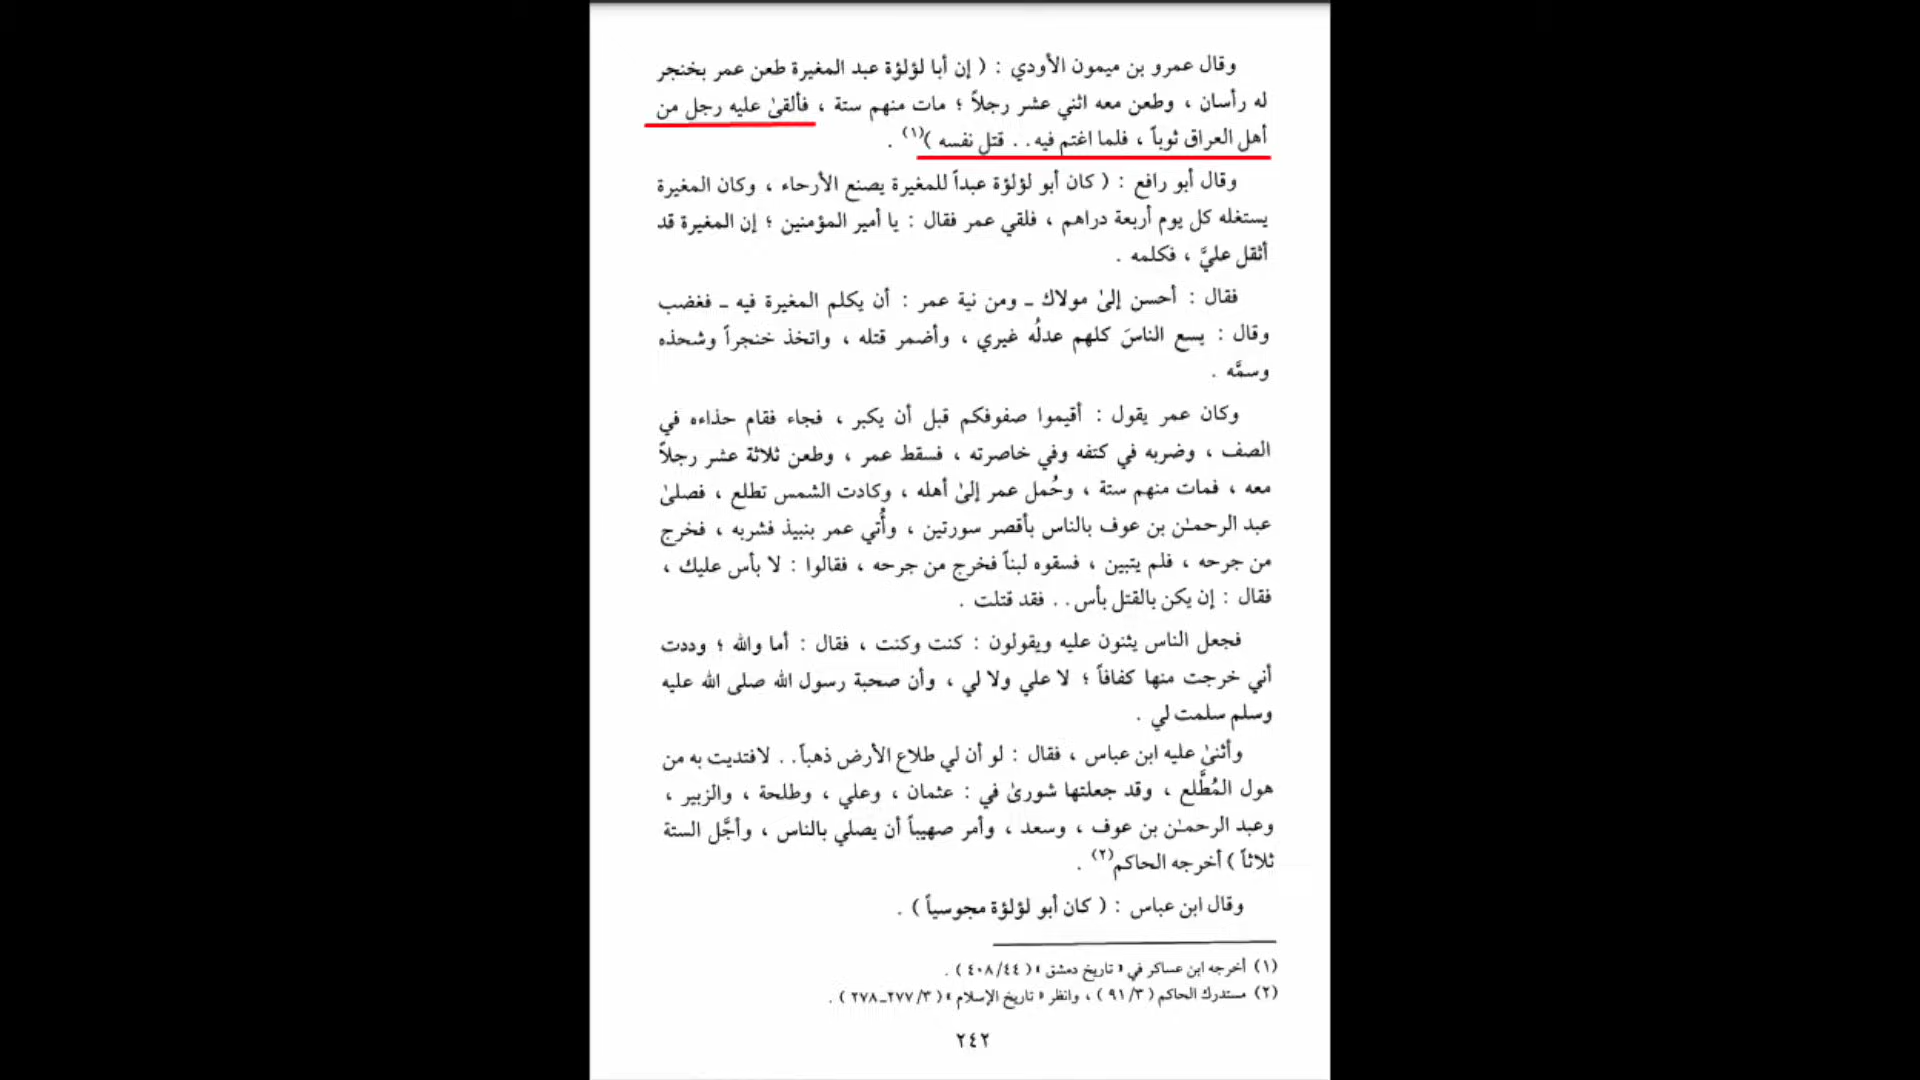 وقال عمرو بن ميمون الأودي : ( إن أبا لؤلؤة عبد المغيرة طعن عمر بخنجر
له رأسان ، وطعن معه اثني عشر رجلاً ؛ مات منهم ستة ، فألقىٰ عليه رجل من
أهل العراق ثوباً ، فلما اغتم فيه . . قتل نفسه )(١) .
وقال أبو رافع : ( كان أبو لؤلؤة عبداً للمغيرة يصنع الأرحاء ، وكان المغيرة
يستغله كل يوم أربعة دراهم ، فلقي عمر فقال : يا أمير المؤمنين ؛ إن المغيرة قد
أثقل عليَّ ، فكلمه .
فقال : أحسن إلىٰ مولاك ـ ومن نية عمر : أن يكلم المغيرة فيه ـ فغضب
وقال : يسع الناسَ كلهم عدلُه غيري ، وأضمر قتله ، واتخذ خنجراً وشحذه
وسمَّه .
وكان عمر يقول : أقيموا صفوفكم قبل أن يكبر ، فجاء فقام حذاءه في
الصف ، وضربه في كتفه وفي خاصرته ، فسقط عمر ، وطعن ثلاثة عشر رجلاً
معه ، فمات منهم ستة ، وحُمل عمر إلىٰ أهله ، وكادت الشمس تطلع ، فصلىٰ
عبد الرحمـٰن بن عوف بالناس بأقصر سورتين ، وأُتي عمر بنبيذ فشربه ، فخرج
من جرحه ، فلم يتبين ، فسقوه لبناً فخرج من جرحه ، فقالوا : لا بأس عليك ،
فقال : إن يكن بالقتل بأس . . فقد قتلت .
فجعل الناس يثنون عليه ويقولون : كنت وكنت ، فقال : أما والله ؛ وددت
أني خرجت منها كفافاً ؛ لا علي ولا لي ، وأن صحبة رسول الله صلى الله عليه
وسلم سلمت لي .
وأثنىٰ عليه ابن عباس ، فقال : لو أن لي طلاع الأرض ذهباً . . لافتديت به من
هول المُطَّلع ، وقد جعلتها شورىٰ في : عثمان ، وعلي ، وطلحة ، والزبير ،
وعبد الرحمـٰن بن عوف ، وسعد ، وأمر صهيباً أن يصلي بالناس ، وأجَّل الستة
ثلاثاً ) أخرجه الحاكم(٢) .
وقال ابن عباس : ( كان أبو لؤلؤة مجوسياً ) .
(١) أخرجه ابن عساكر في « تاريخ دمشق » ( ٤٠٨/٤٤ ) .
(٢) مستدرك الحاكم ( ٩١/٣ ) ، وانظر « تاريخ الإسلام » ( ٢٧٧/٣ـ٢٧٨ ) .
٢٤٢